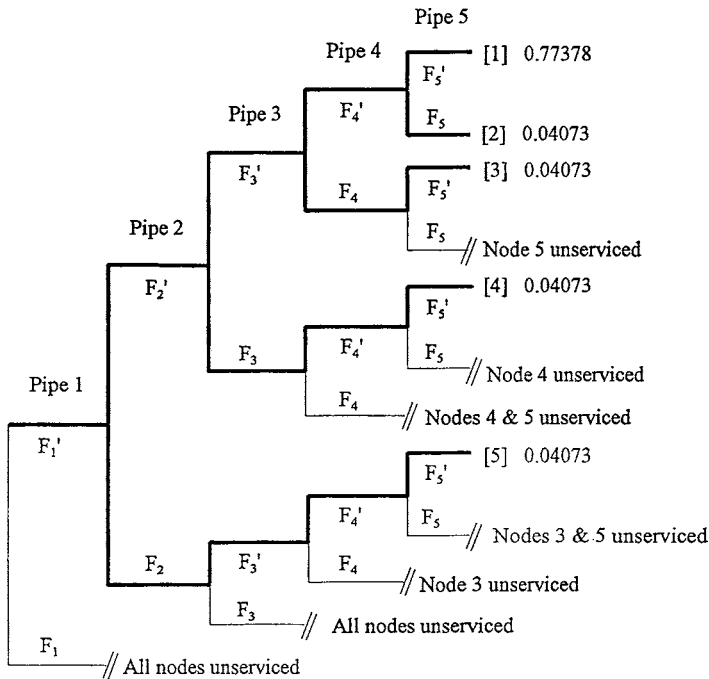 Pipe 5
[1] 0.77378
Pipe 4
F₅'
F₄'
F₅
Pipe 3
[2] 0.04073
[3] 0.04073
F₃'
F₄
F₅'
Pipe 2
F₅
Node 5 unserviced
F₂'
[4] 0.04073
F₅'
F₃
F₄'
F₅
Node 4 unserviced
Pipe 1
F₄
Nodes 4 & 5 unserviced
F₁'
[5] 0.04073
F₅'
F₄'
F₅
Nodes 3 & 5 unserviced
F₂
F₃'
F₄
Node 3 unserviced
F₃
All nodes unserviced
F₁
All nodes unserviced